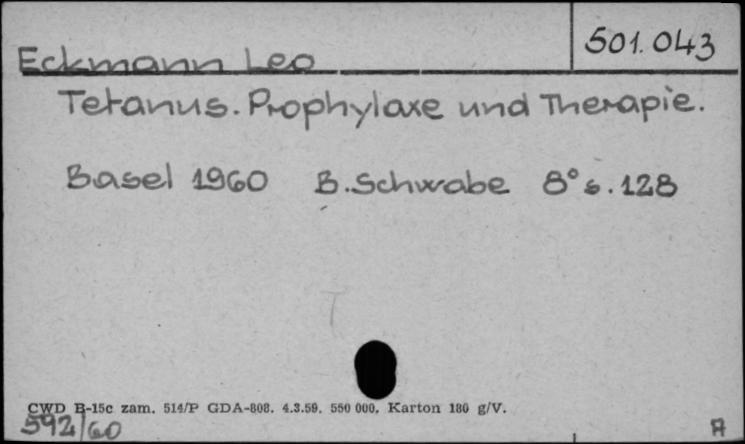 501.043
Eckmann Leo
Tetanus. Prophylaxe und Therapie.
Basel 1960 B. Schwabe 8° s. 128
T
CWD B-15c zam. 514/P GDA-808. 4.3.59. 550 000, Karton 180 g/V.
592/60
A